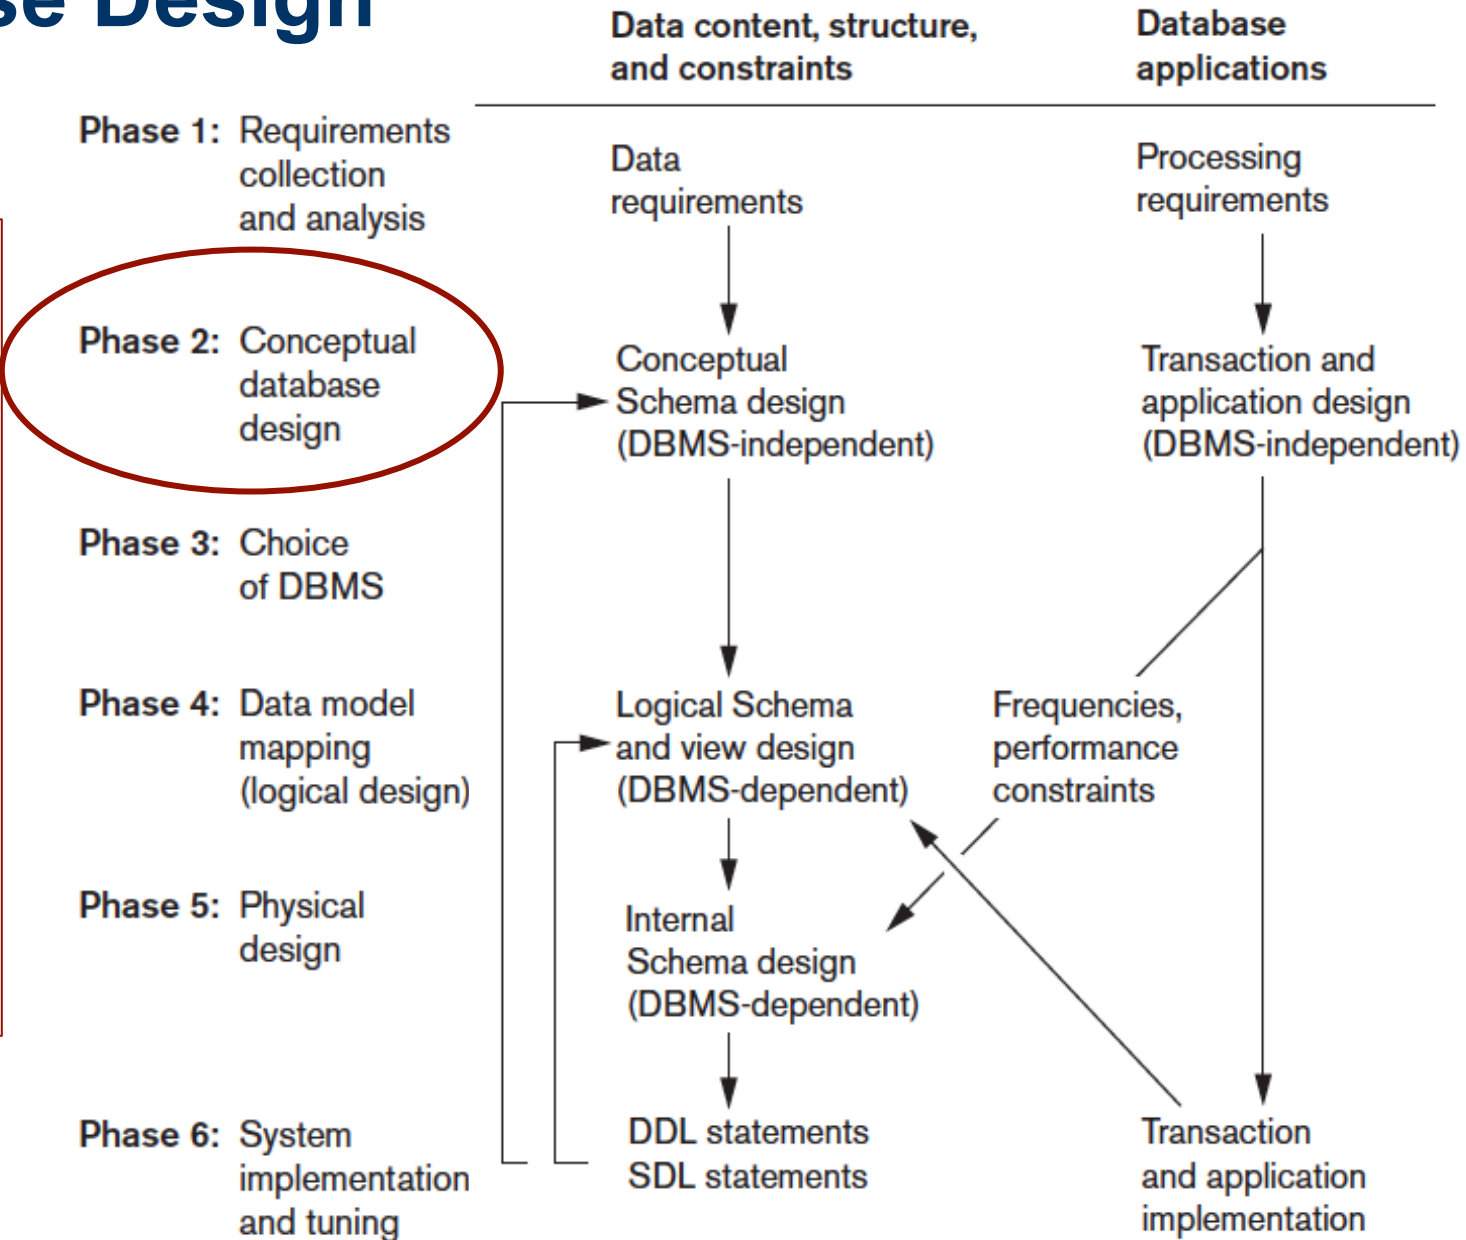 se Design
Data content, structure,
and constraints
Database
applications
Phase 1: Requirements
collection
and analysis
Data
requirements
Processing
requirements
Phase 2: Conceptual
database
design
Conceptual
Schema design
(DBMS-independent)
Transaction and
application design
(DBMS-independent)
Phase 3: Choice
of DBMS
Phase 4: Data model
mapping
(logical design)
Logical Schema
and view design
(DBMS-dependent)
Frequencies,
performance
constraints
Phase 5: Physical
design
Internal
Schema design
(DBMS-dependent)
Phase 6: System
implementation
and tuning
DDL statements
SDL statements
Transaction
and application
implementation